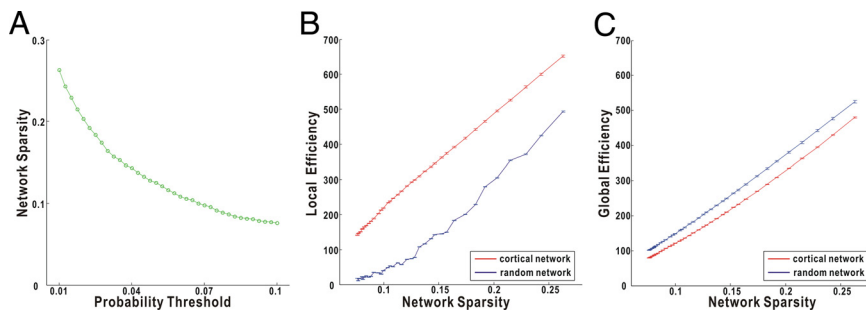 A
0.3
0.2
0.1
0
Network Sparsity
0.01
0.04
0.07
0.1
Probability Threshold
B
700
600
500
400
300
200
100
0
Local Efficiency
0.1
0.15
0.2
0.25
Network Sparsity
cortical network
random network
C
700
600
500
400
300
200
100
0
Global Efficiency
0.1
0.15
0.2
0.25
Network Sparsity
cortical network
random network